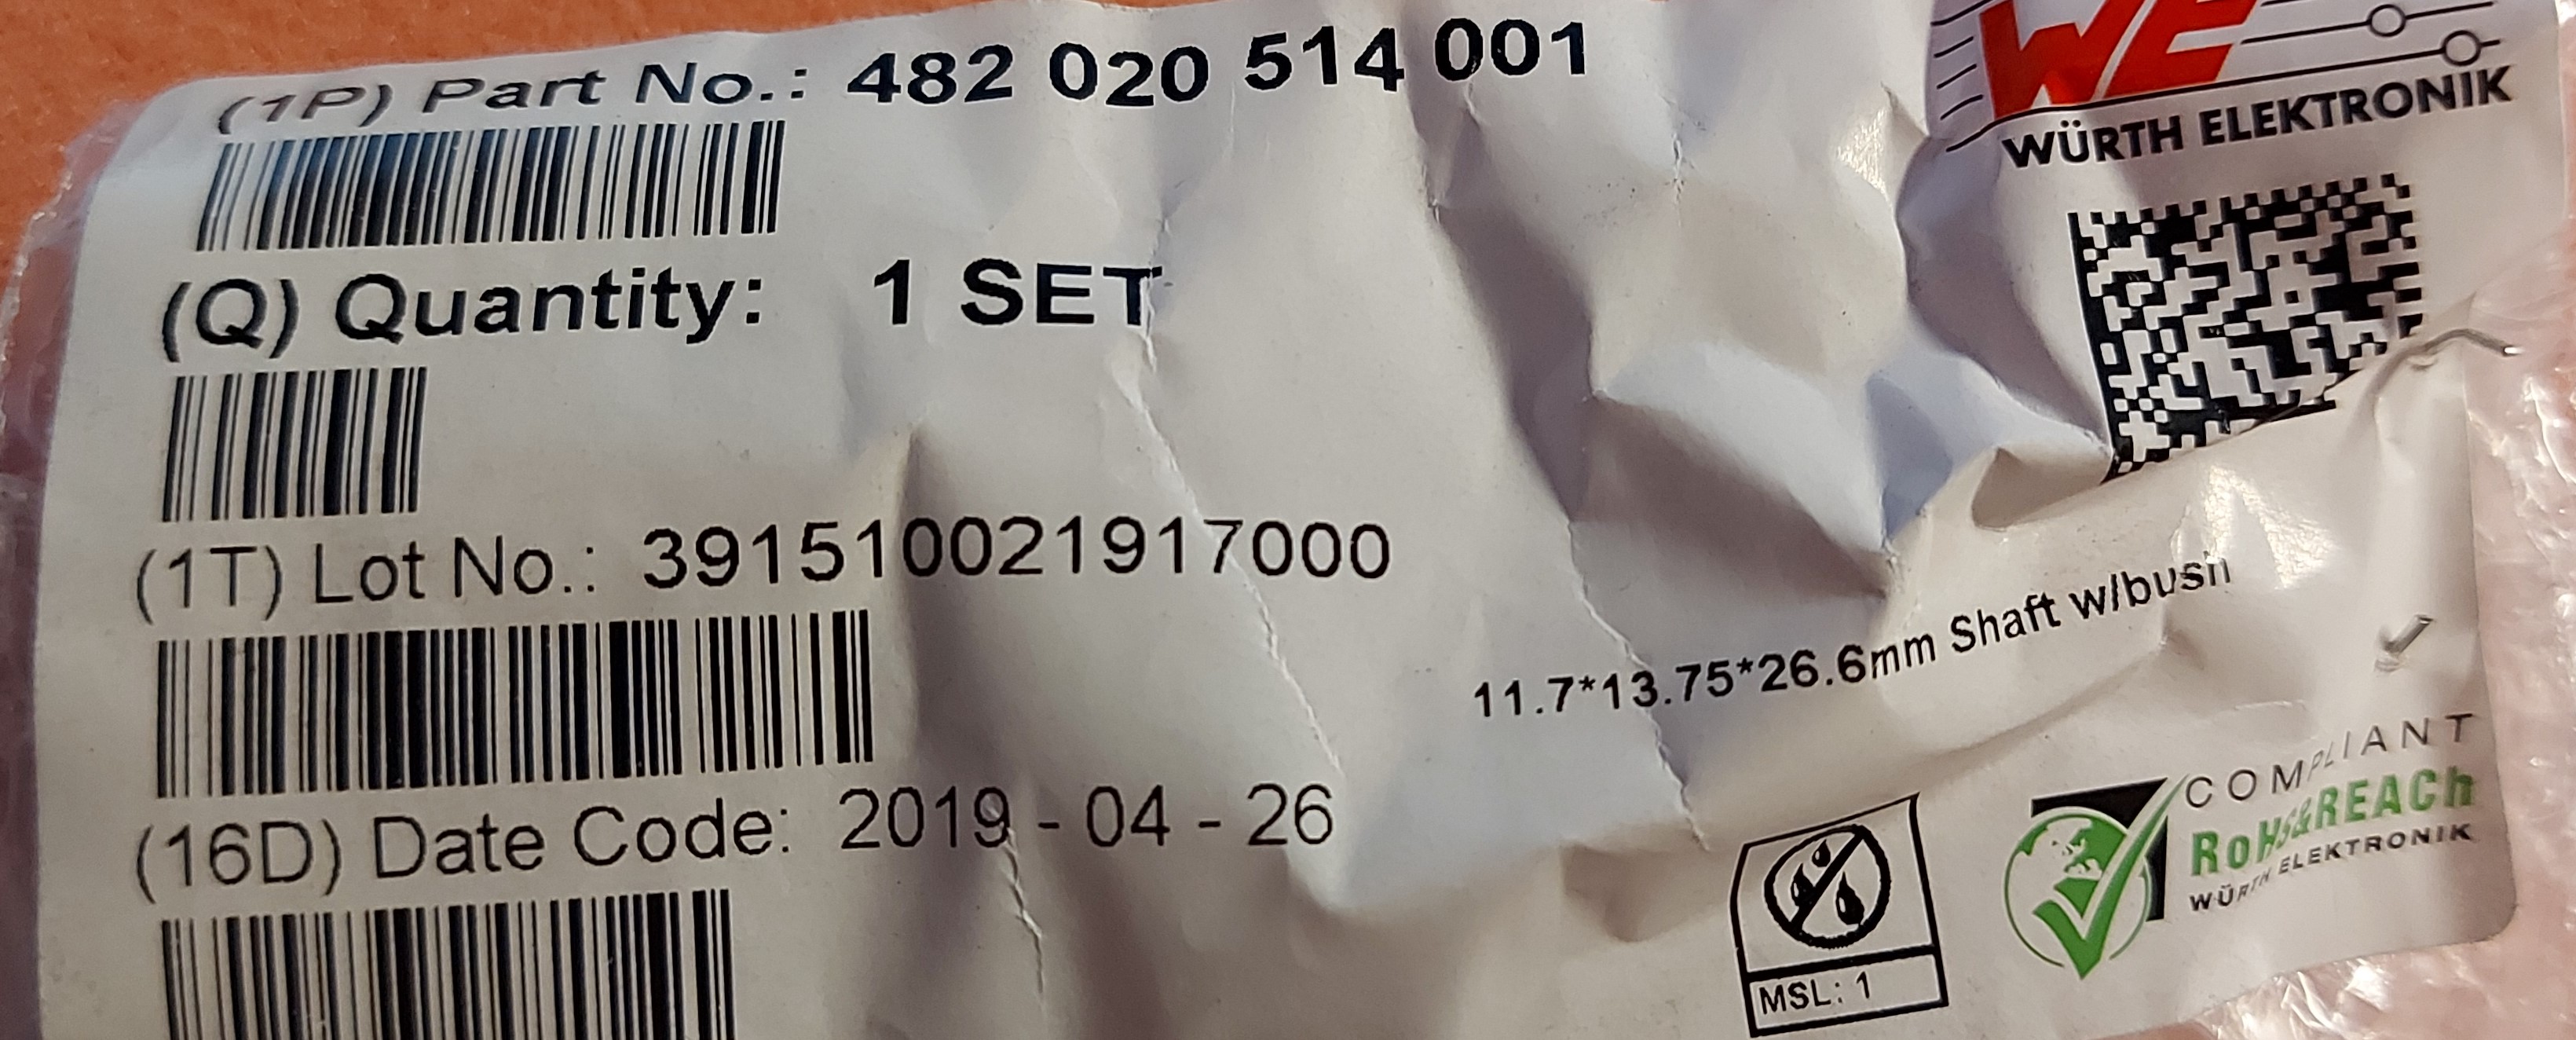 (1P) Part No.: 482 020 514 001
WE
WÜRTH ELEKTRONIK
(Q) Quantity: 1 SET
(1T) Lot No.: 391510021917000
11.7*13.75*26.6mm Shaft w/bush
(16D) Date Code: 2019 - 04 - 26
MSL: 1
COMPLIANT
RoHS&REACh
WÜRTH ELEKTRONIK